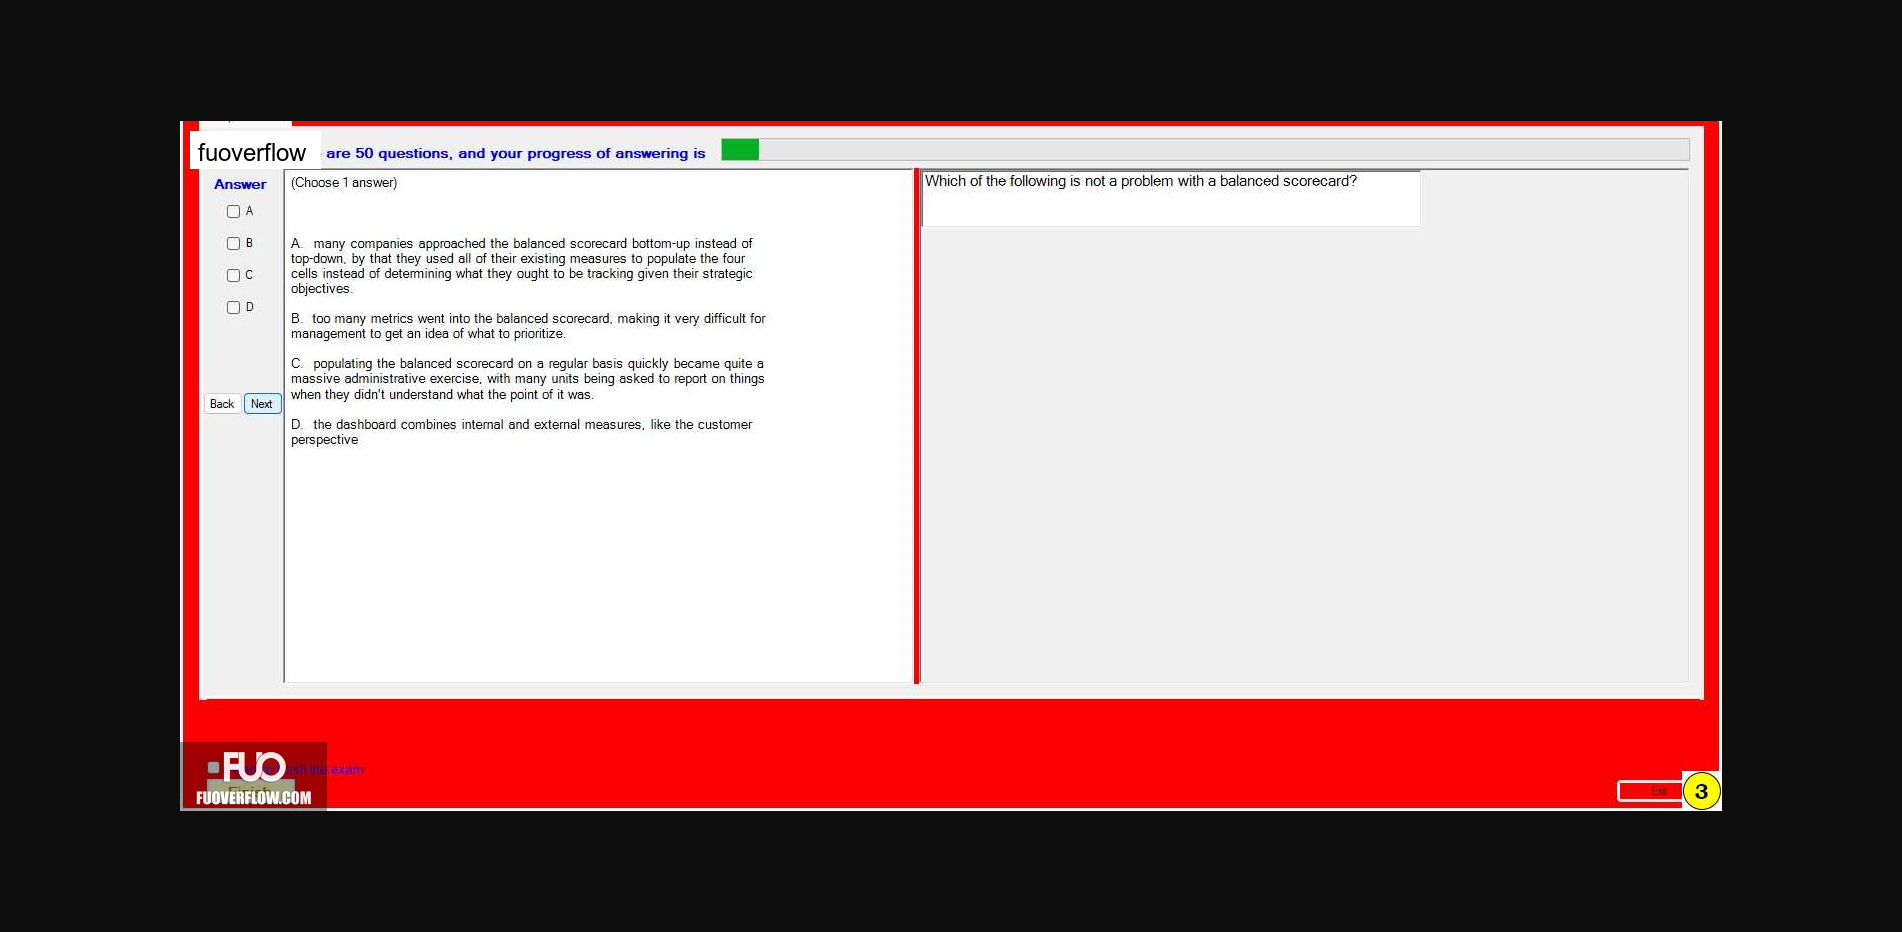 fuoverflow are 50 questions, and your progress of answering is
Answer
(Choose 1 answer)
Which of the following is not a problem with a balanced scorecard?
A
B
C
D
A. many companies approached the balanced scorecard bottom-up instead of
top-down, by that they used all of their existing measures to populate the four
cells instead of determining what they ought to be tracking given their strategic
objectives.
B. too many metrics went into the balanced scorecard, making it very difficult for
management to get an idea of what to prioritize.
C. populating the balanced scorecard on a regular basis quickly became quite a
massive administrative exercise, with many units being asked to report on things
when they didn't understand what the point of it was.
Back Next
D. the dashboard combines internal and external measures, like the customer
perspective
FUO
the exam
FUOVERFLOW.COM
Exit
3